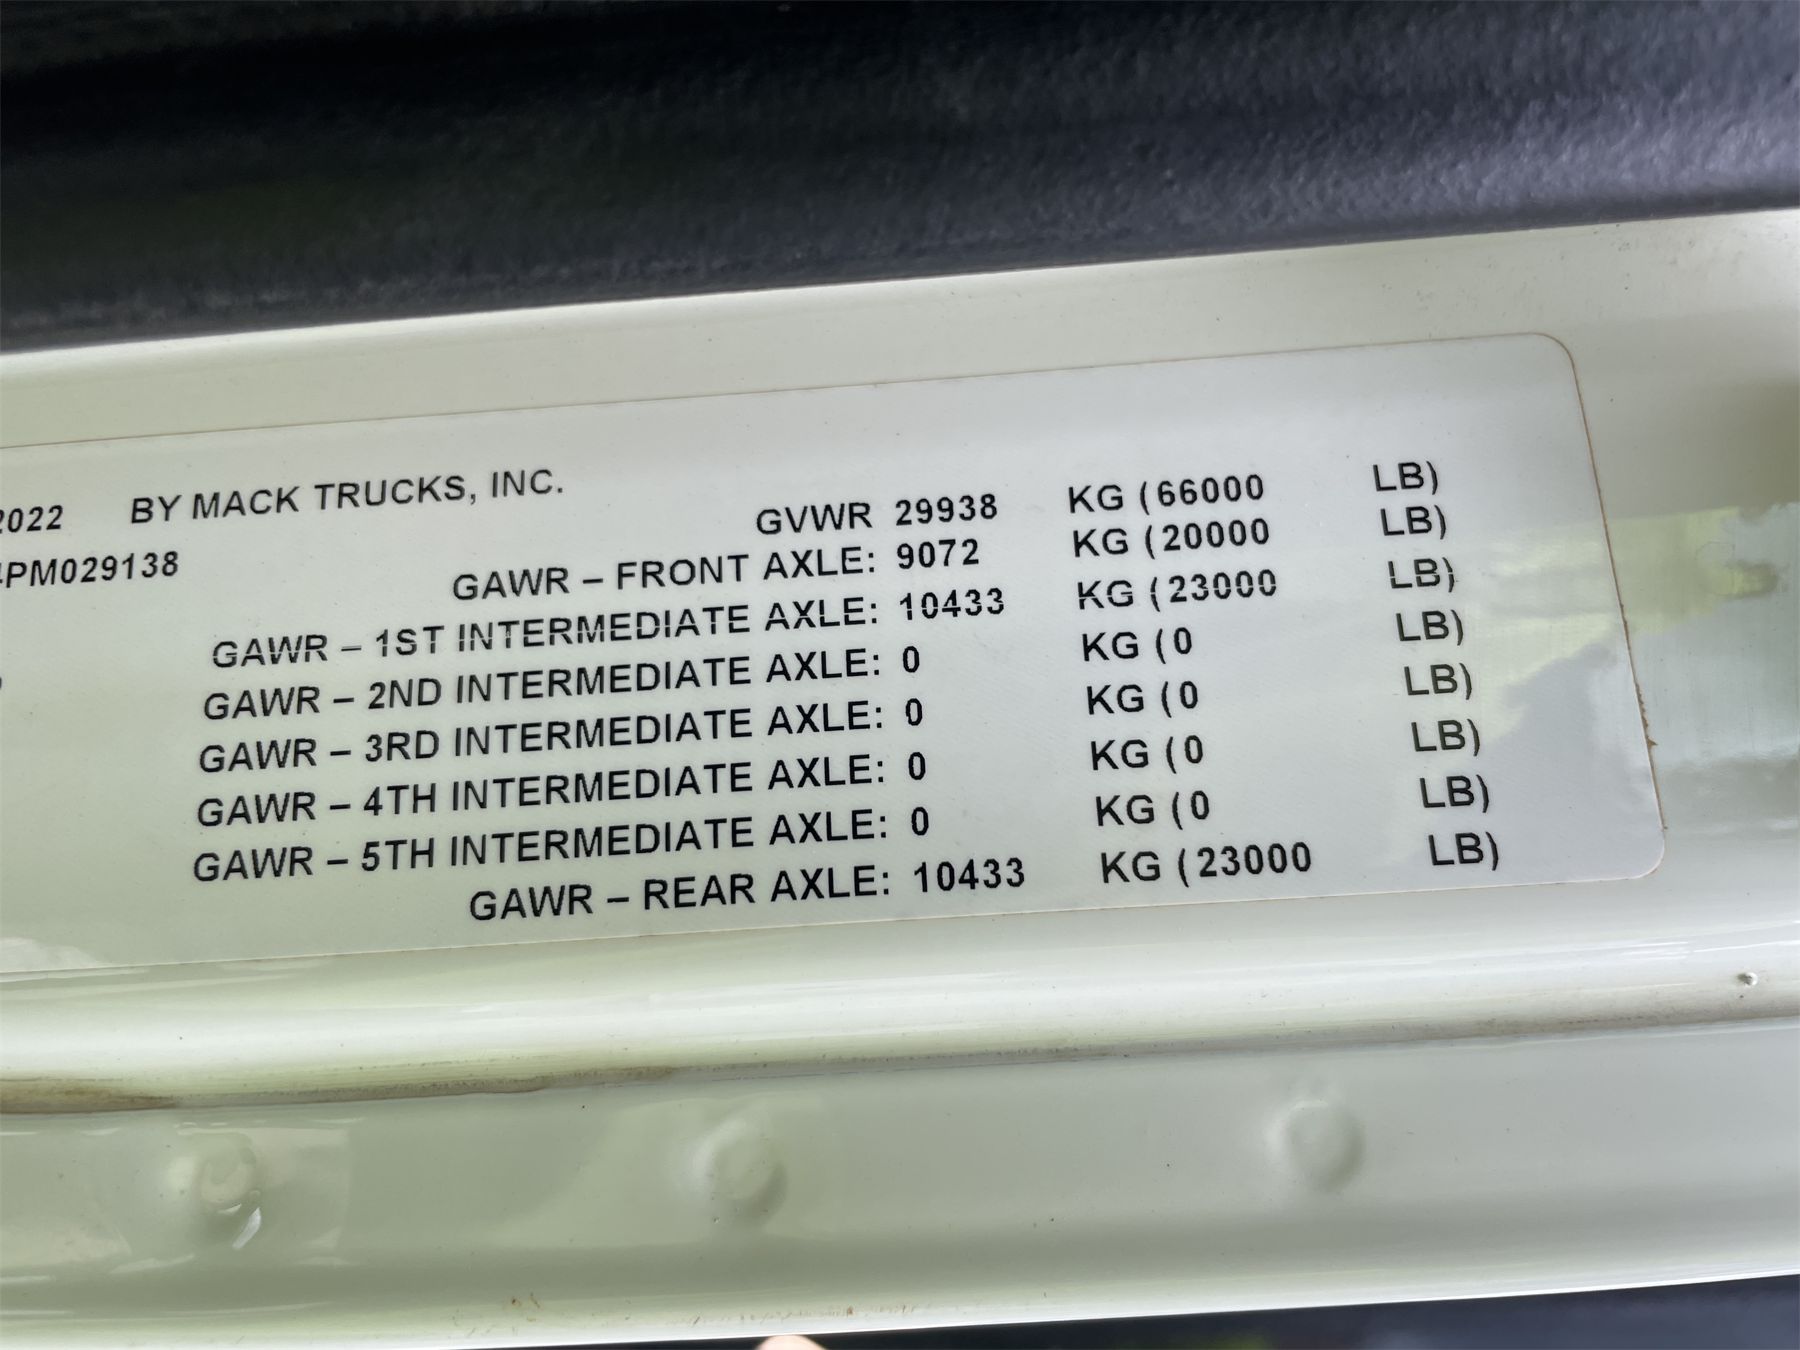 2022 BY MACK TRUCKS, INC.
PM029138
GVWR 29938 KG (66000 LB)
GAWR – FRONT AXLE: 9072 KG (20000 LB)
GAWR – 1ST INTERMEDIATE AXLE: 10433 KG (23000 LB)
GAWR – 2ND INTERMEDIATE AXLE: 0 KG (0 LB)
GAWR – 3RD INTERMEDIATE AXLE: 0 KG (0 LB)
GAWR – 4TH INTERMEDIATE AXLE: 0 KG (0 LB)
GAWR – 5TH INTERMEDIATE AXLE: 0 KG (0 LB)
GAWR – REAR AXLE: 10433 KG (23000 LB)